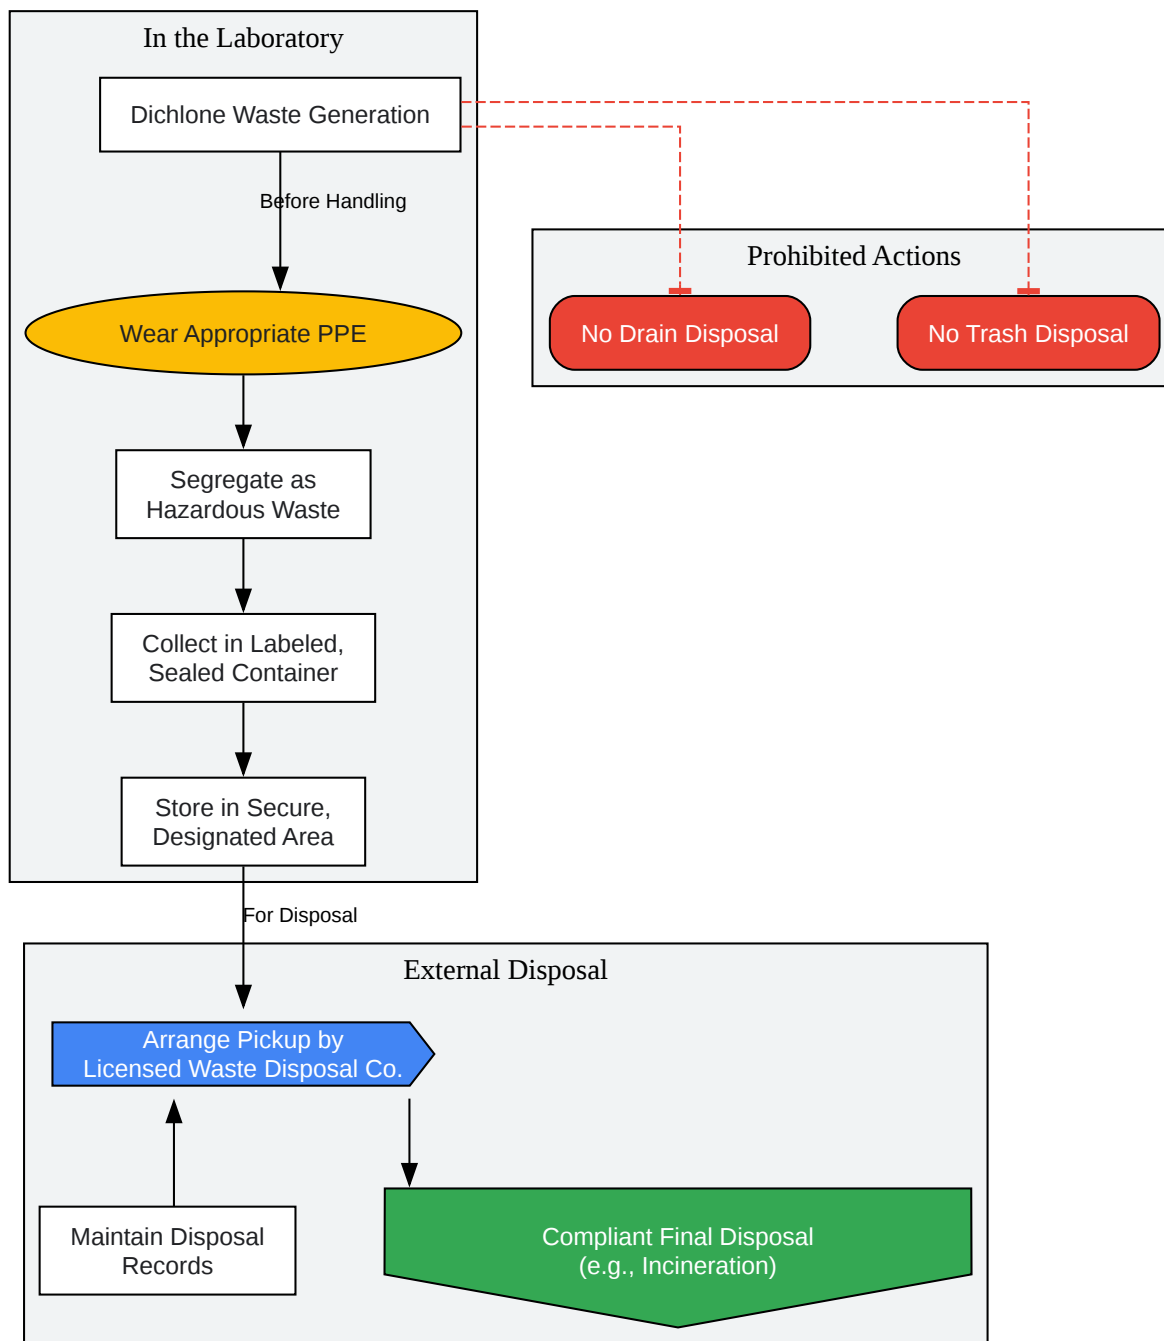 In the Laboratory
Dichlone Waste Generation
Before Handling
Prohibited Actions
Wear Appropriate PPE
No Drain Disposal
No Trash Disposal
Segregate as
Hazardous Waste
Collect in Labeled,
Sealed Container
Store in Secure,
Designated Area
For Disposal
External Disposal
Arrange Pickup by
Licensed Waste Disposal Co.
Maintain Disposal
Records
Compliant Final Disposal
(e.g., Incineration)